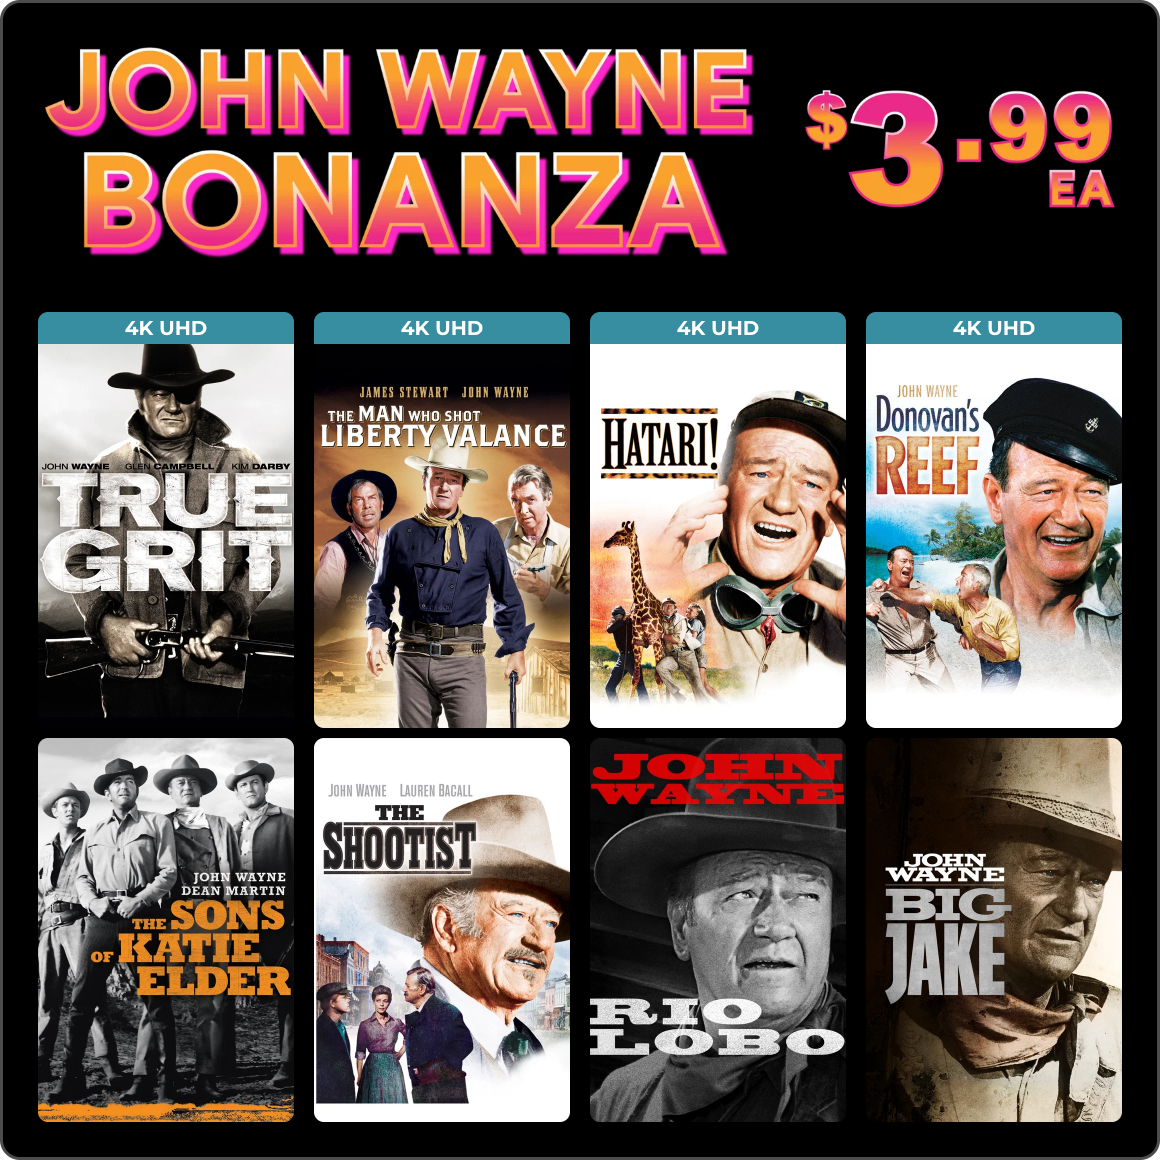 JOHN WAYNE
BONANZA
$3.99
EA
4K UHD
JOHN WAYNE GLEN CAMPBELL KIM DARBY
TRUE
GRIT
4K UHD
JAMES STEWART JOHN WAYNE
THE MAN WHO SHOT
LIBERTY VALANCE
4K UHD
HATARI!
4K UHD
JOHN WAYNE
Donovan's
REEF
JOHN WAYNE
DEAN MARTIN
THE SONS
OF KATIE
ELDER
JOHN WAYNE LAUREN BACALL
THE
SHOOTIST
JOHN
WAYNE
RIO
LOBO
JOHN
WAYNE
BIG
JAKE